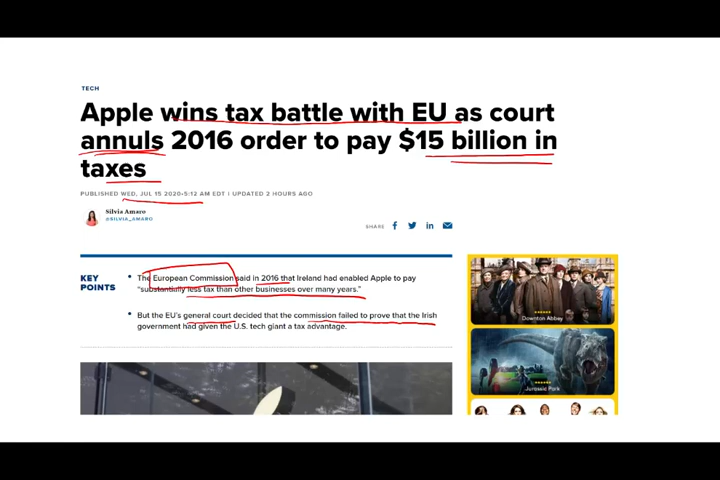 TECH
Apple wins tax battle with EU as court
annuls 2016 order to pay $15 billion in
taxes
PUBLISHED WED, JUL 15 2020•5:12 AM EDT | UPDATED 2 HOURS AGO
Silvia Amaro
@SILVIA_AMARO
SHARE
KEY
POINTS
• The European Commission said in 2016 that Ireland had enabled Apple to pay
“substantially less tax than other businesses over many years.”
• But the EU’s general court decided that the commission failed to prove that the Irish
government had given the U.S. tech giant a tax advantage.
Downton Abbey
Jurassic Park